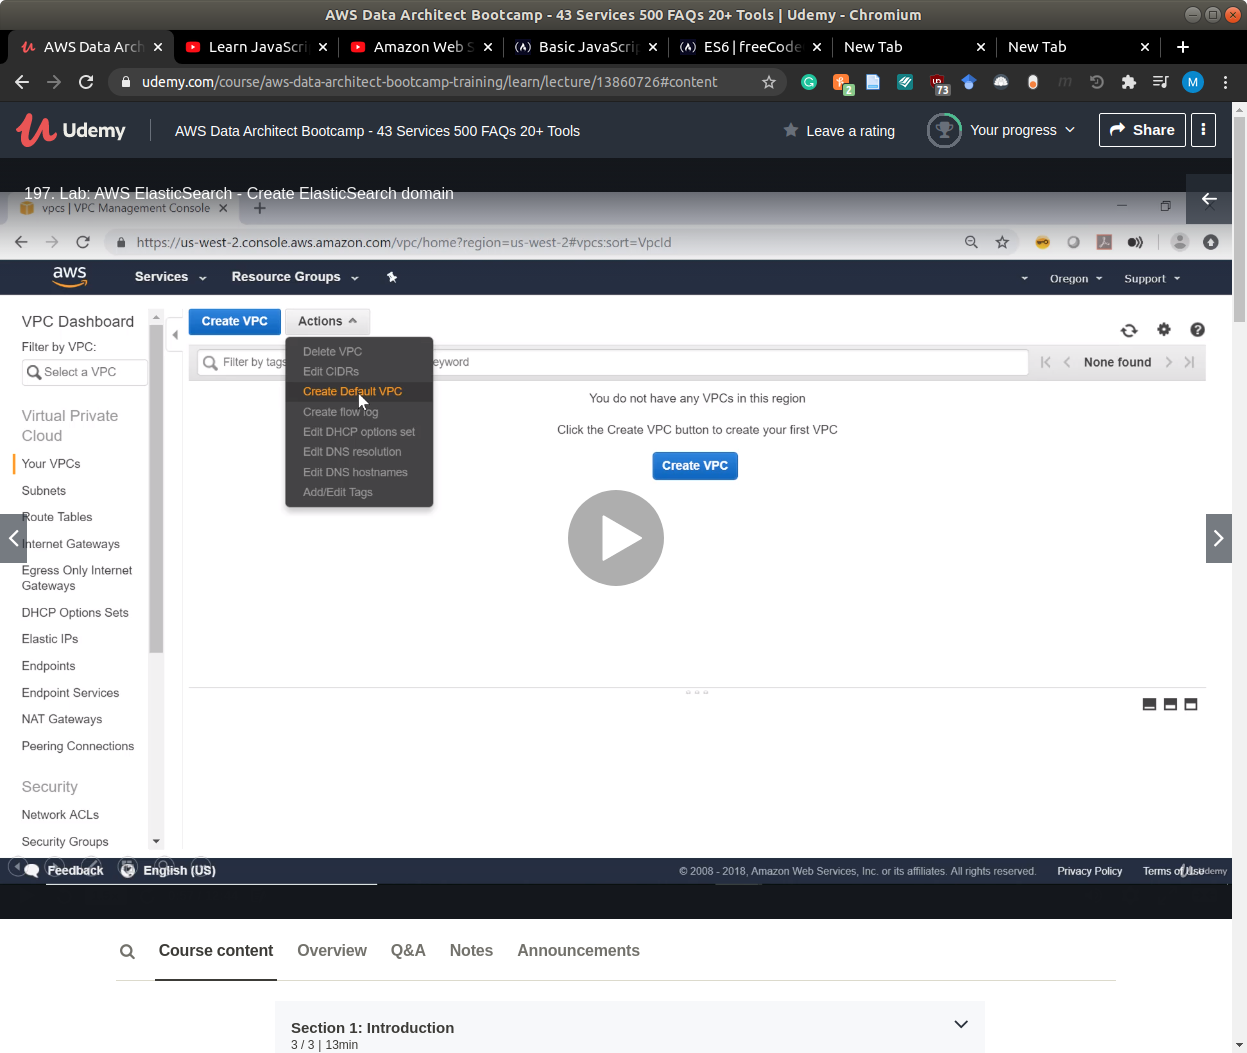 AWS Data Architect Bootcamp - 43 Services 500 FAQs 20+ Tools | Udemy - Chromium
AWS Data Arch
Learn JavaScri
Amazon Web S
Basic JavaScrip
ES6 | freeCode
New Tab
New Tab
udemy.com/course/aws-data-architect-bootcamp-training/learn/lecture/13860726#content
2
73
M
Udemy
AWS Data Architect Bootcamp - 43 Services 500 FAQs 20+ Tools
Leave a rating
Your progress
Share
197. Lab: AWS ElasticSearch - Create ElasticSearch domain
vpcs | VPC Management Console
https://us-west-2.console.aws.amazon.com/vpc/home?region=us-west-2#vpcs:sort=VpcId
aws
Services
Resource Groups
Oregon
Support
VPC Dashboard
Filter by VPC:
Select a VPC
Virtual Private
Cloud
Your VPCs
Subnets
Route Tables
Internet Gateways
Egress Only Internet
Gateways
DHCP Options Sets
Elastic IPs
Endpoints
Endpoint Services
NAT Gateways
Peering Connections
Security
Network ACLs
Security Groups
Create VPC
Actions
Delete VPC
Edit CIDRs
Create Default VPC
Create flow log
Edit DHCP options set
Edit DNS resolution
Edit DNS hostnames
Add/Edit Tags
Filter by tags
eyword
None found
You do not have any VPCs in this region
Click the Create VPC button to create your first VPC
Create VPC
Feedback
English (US)
© 2008 - 2018, Amazon Web Services, Inc. or its affiliates. All rights reserved.
Privacy Policy
Terms of Use
Udemy
Course content
Overview
Q&A
Notes
Announcements
Section 1: Introduction
3 / 3 | 13min